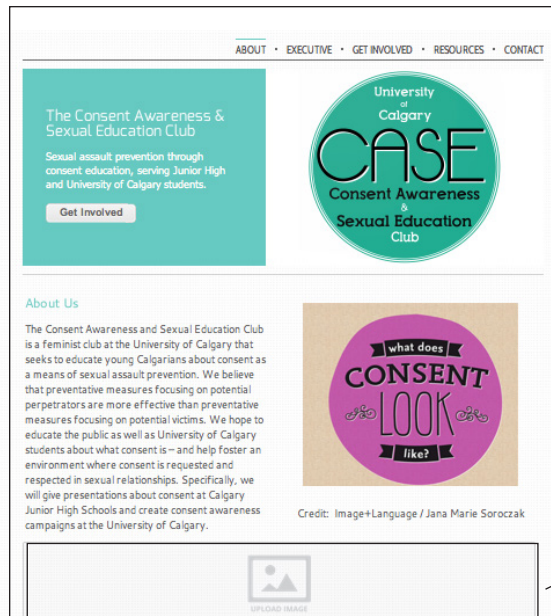 ABOUT • EXECUTIVE • GET INVOLVED • RESOURCES • CONTACT
The Consent Awareness &
Sexual Education Club
Sexual assault prevention through
consent education, serving Junior High
and University of Calgary students.
Get Involved
University
of
Calgary
CASE
Consent Awareness
&
Sexual Education
Club
About Us
The Consent Awareness and Sexual Education Club
is a feminist club at the University of Calgary that
seeks to educate young Calgarians about consent as
a means of sexual assault prevention. We believe
that preventative measures focusing on potential
perpetrators are more effective than preventative
measures focusing on potential victims. We hope to
educate the public as well as University of Calgary
students about what consent is – and help foster an
environment where consent is requested and
respected in sexual relationships. Specifically, we
will give presentations about consent at Calgary
Junior High Schools and create consent awareness
campaigns at the University of Calgary.
what does
CONSENT
LOOK
like?
Credit: Image+Language / Jana Marie Soroczak
UPLOAD IMAGE